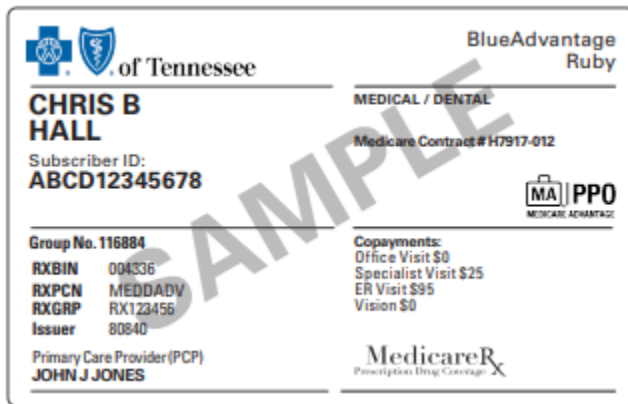 of Tennessee
BlueAdvantage
Ruby
CHRIS B
HALL
Subscriber ID:
ABCD12345678
MEDICAL / DENTAL
Medicare Contract # H7917-012
MA PPO
MEDICARE ADVANTAGE
SAMPLE
Group No. 116884
RXBIN 004336
RXPCN MEDDADV
RXGRP RX123456
Issuer 80840
Primary Care Provider (PCP)
JOHN J JONES
Copayments:
Office Visit $0
Specialist Visit $25
ER Visit $95
Vision $0
MedicareRx
Prescription Drug Coverage